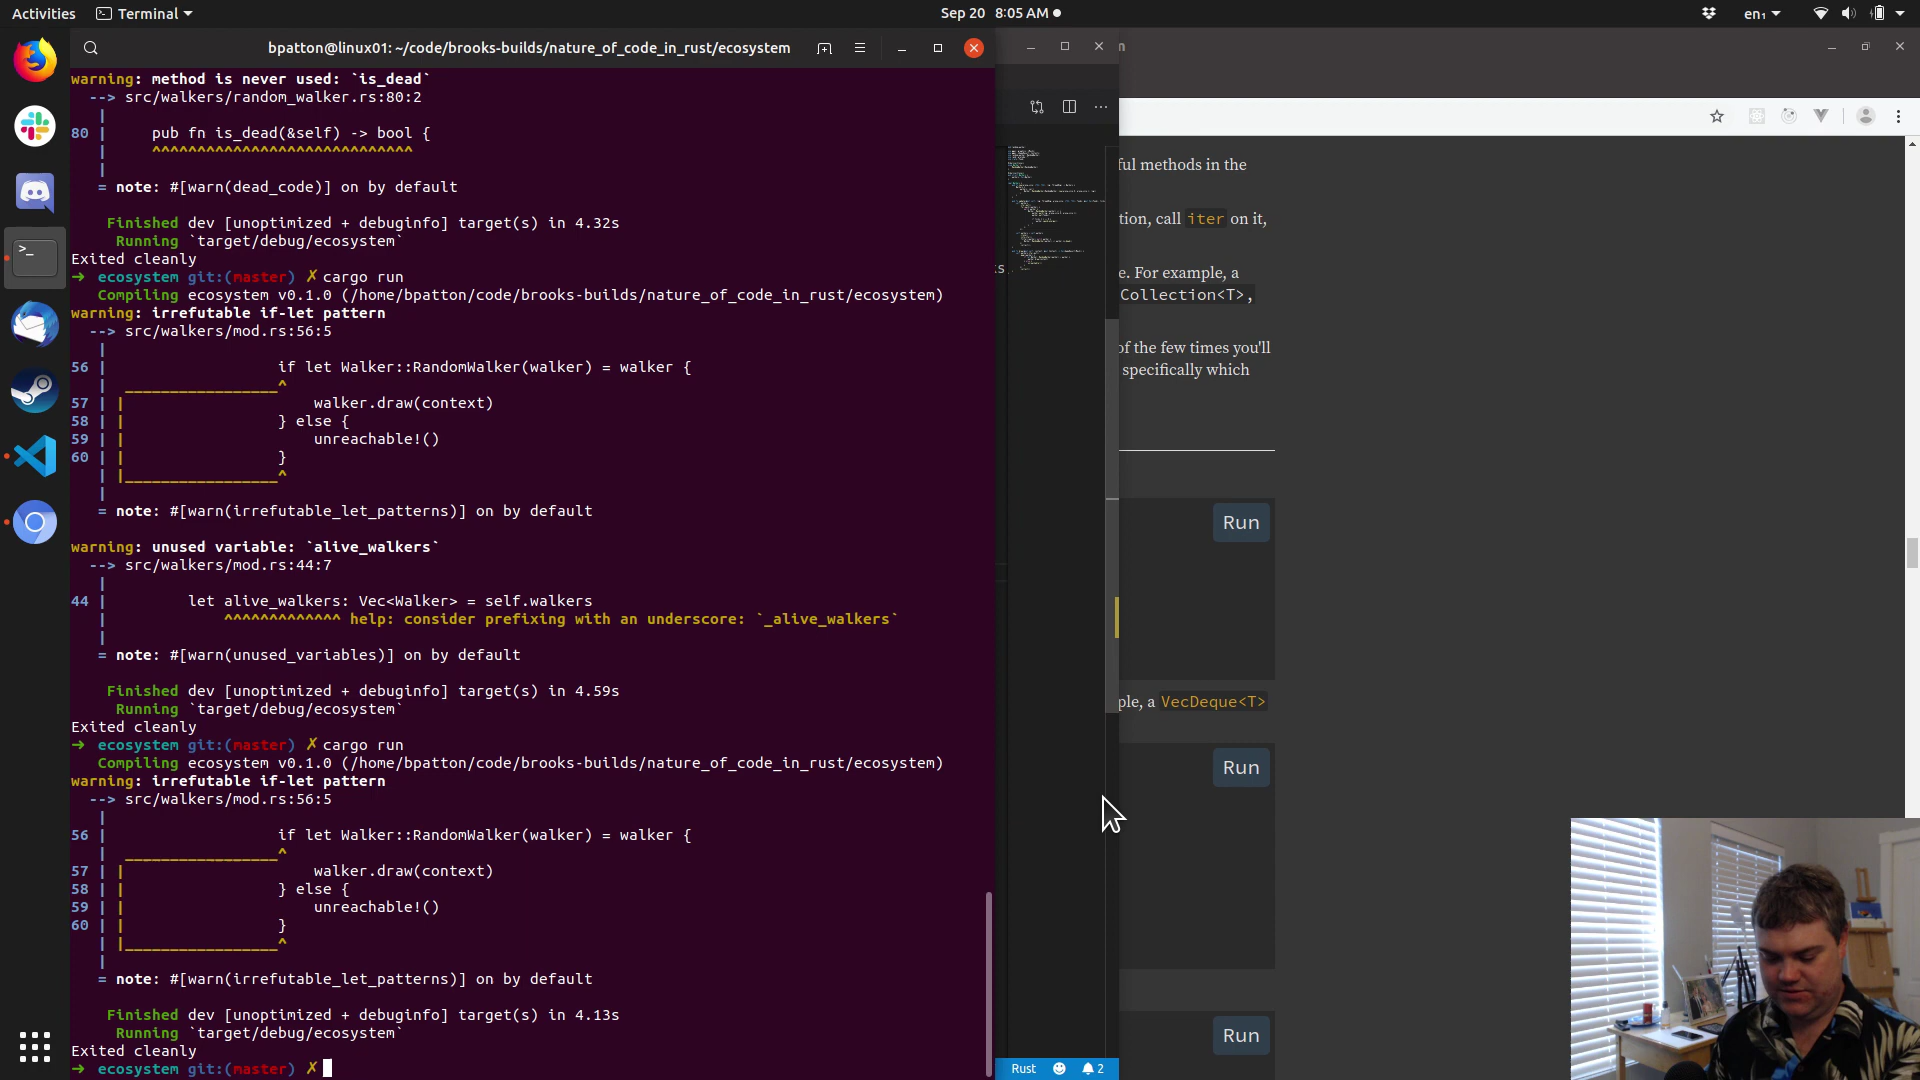 Activities
Terminal
Sep 20 8:05 AM
en₁
bpatton@linux01: ~/code/brooks-builds/nature_of_code_in_rust/ecosystem
warning: method is never used: `is_dead`
--> src/walkers/random_walker.rs:80:2
|
80 | pub fn is_dead(&self) -> bool {
| ^^^^^^^^^^^^^^^^^^^^^^^^^^^^^
|
= note: #[warn(dead_code)] on by default
Finished dev [unoptimized + debuginfo] target(s) in 4.32s
Running `target/debug/ecosystem`
Exited cleanly
➜ ecosystem git:(master) ✗ cargo run
Compiling ecosystem v0.1.0 (/home/bpatton/code/brooks-builds/nature_of_code_in_rust/ecosystem)
warning: irrefutable if-let pattern
--> src/walkers/mod.rs:56:5
|
56 | if let Walker::RandomWalker(walker) = walker {
| _________________^
57 | | walker.draw(context)
58 | | } else {
59 | | unreachable!()
60 | | }
| |_________________^
|
= note: #[warn(irrefutable_let_patterns)] on by default
warning: unused variable: `alive_walkers`
--> src/walkers/mod.rs:44:7
|
44 | let alive_walkers: Vec<Walker> = self.walkers
| ^^^^^^^^^^^^^ help: consider prefixing with an underscore: `_alive_walkers`
|
= note: #[warn(unused_variables)] on by default
Finished dev [unoptimized + debuginfo] target(s) in 4.59s
Running `target/debug/ecosystem`
Exited cleanly
➜ ecosystem git:(master) ✗ cargo run
Compiling ecosystem v0.1.0 (/home/bpatton/code/brooks-builds/nature_of_code_in_rust/ecosystem)
warning: irrefutable if-let pattern
--> src/walkers/mod.rs:56:5
|
56 | if let Walker::RandomWalker(walker) = walker {
| _________________^
57 | | walker.draw(context)
58 | | } else {
59 | | unreachable!()
60 | | }
| |_________________^
|
= note: #[warn(irrefutable_let_patterns)] on by default
Finished dev [unoptimized + debuginfo] target(s) in 4.13s
Running `target/debug/ecosystem`
Exited cleanly
➜ ecosystem git:(master) ✗
ks
Rust
2
n
ful methods in the
tion, call iter on it,
e. For example, a
Collection<T>,
of the few times you'll
specifically which
Run
ple, a VecDeque<T>
Run
Run